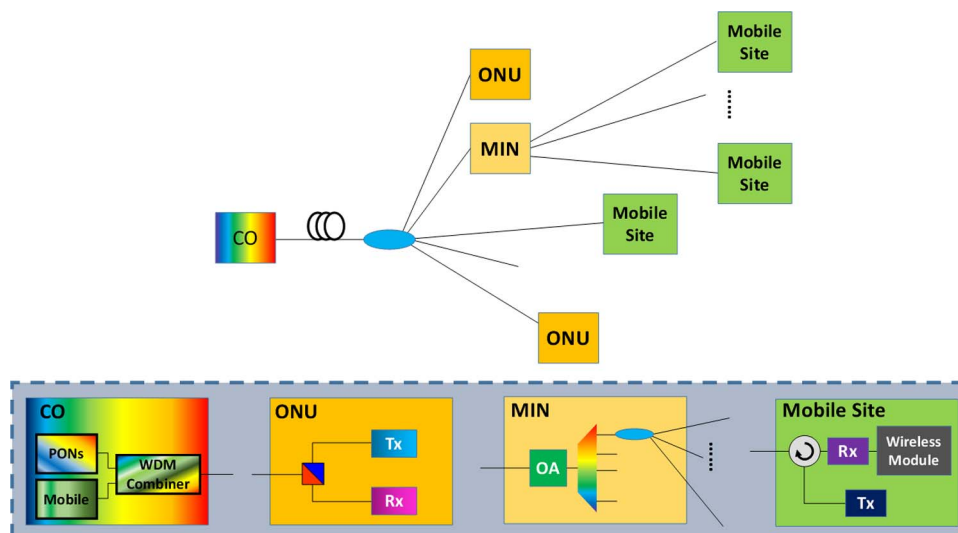 Mobile
Site
ONU
MIN
Mobile
Site
Mobile
Site
CO
ONU
CO
PONs
Mobile
WDM
Combiner
ONU
Tx
Rx
MIN
OA
Mobile Site
Rx
Wireless
Module
Tx